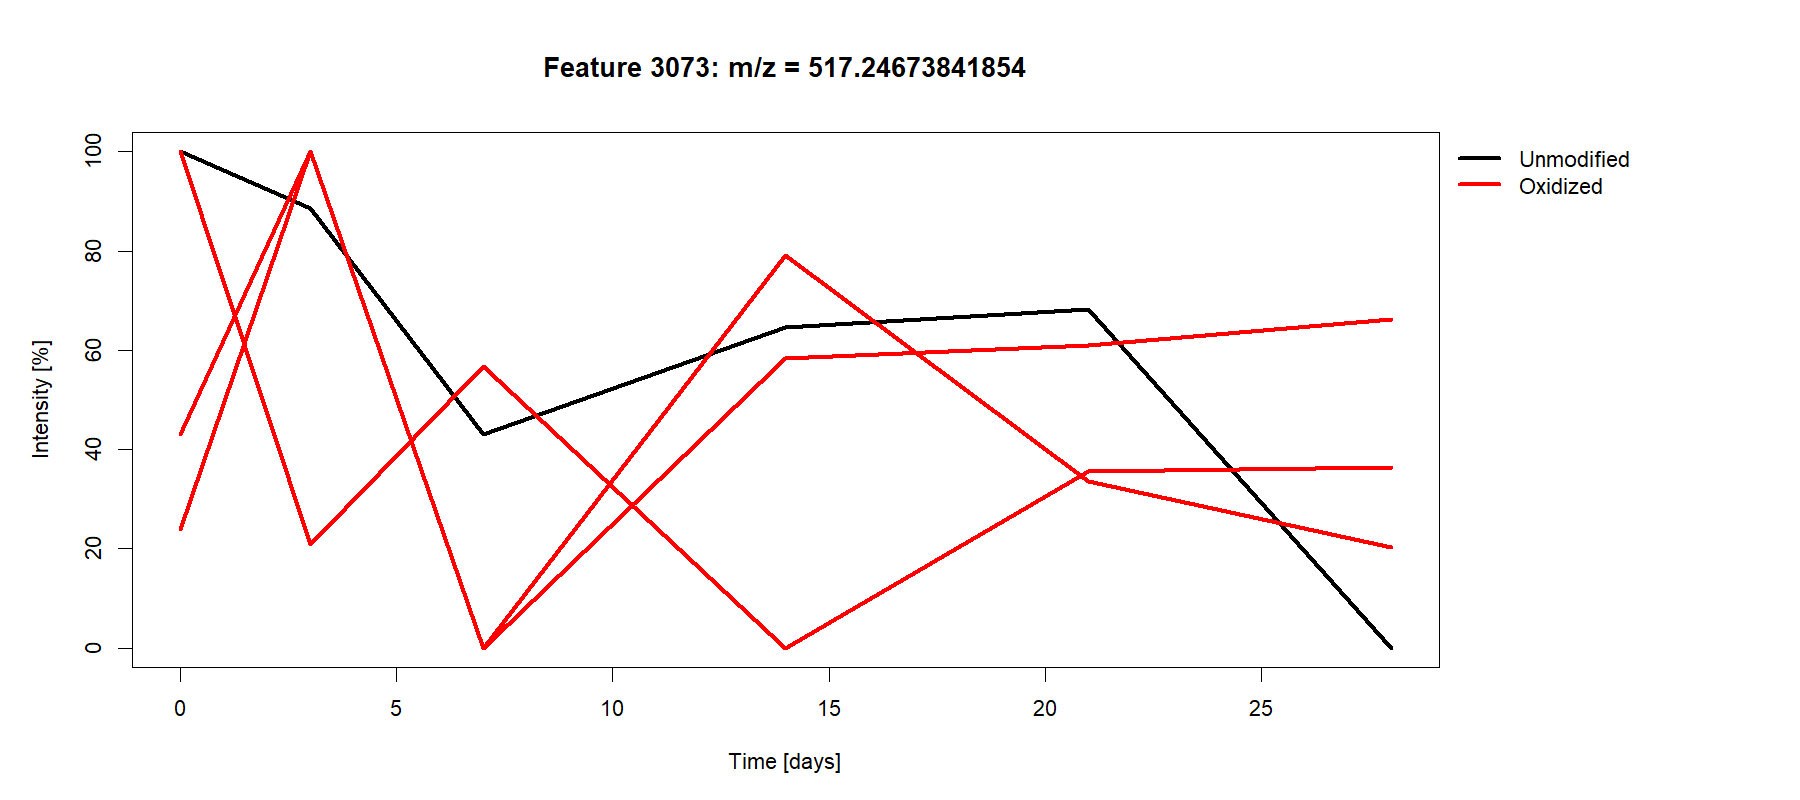 Feature 3073: m/z = 517.24673841854
Unmodified
Oxidized
Intensity [%]
100
80
60
40
20
0
0 5 10 15 20 25
Time [days]